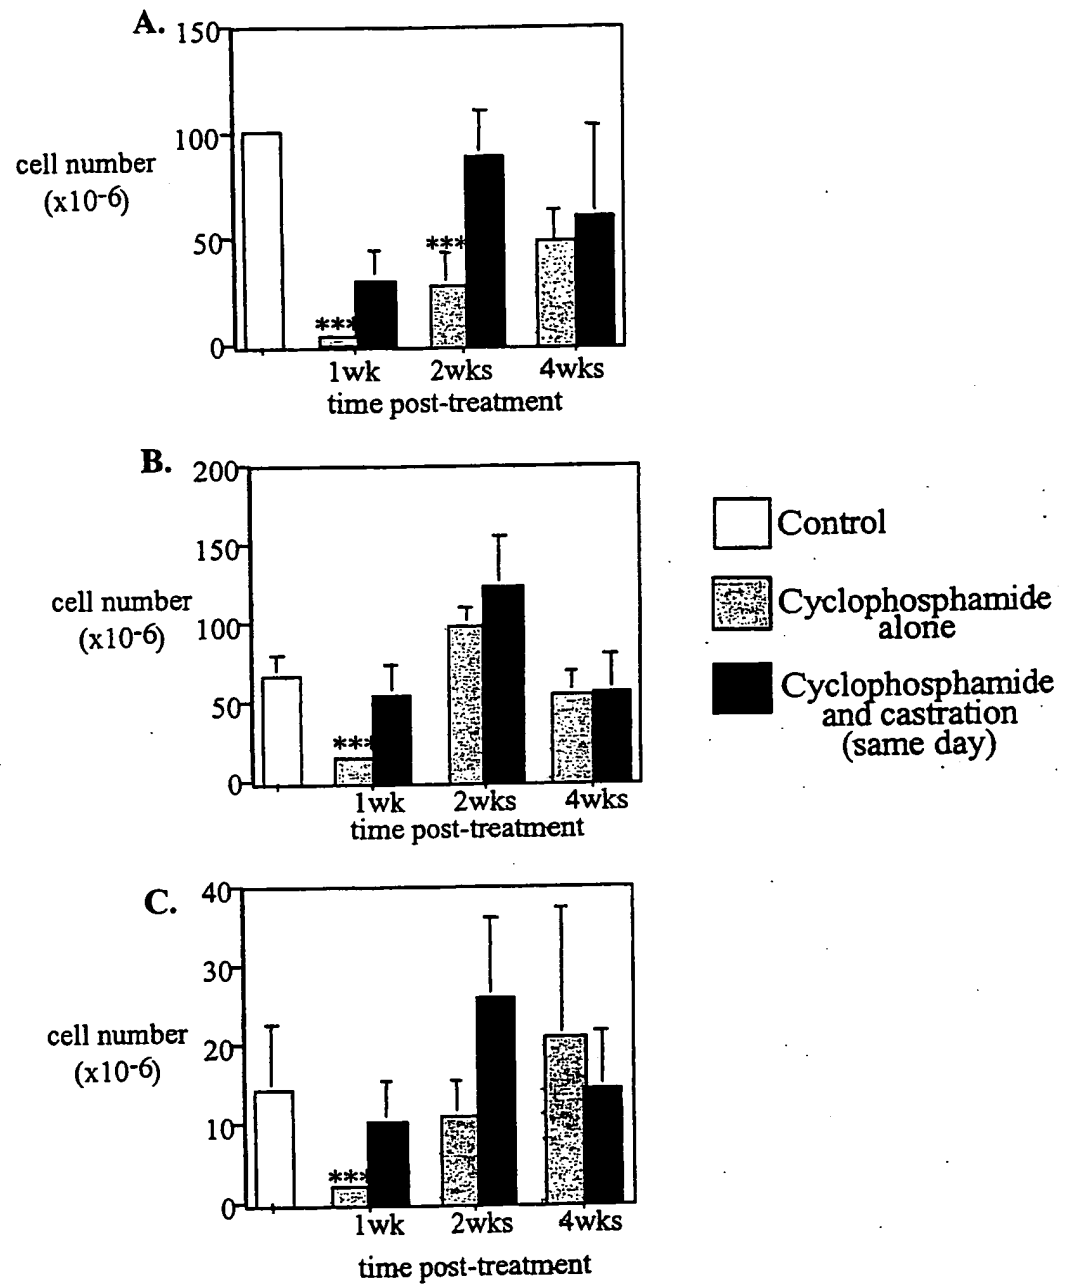 A.
150
100
50
0
cell number
(x10-6)
***
***
1wk 2wks 4wks
time post-treatment
B.
200
150
100
50
0
cell number
(x10-6)
***
1wk 2wks 4wks
time post-treatment
Control
Cyclophosphamide
alone
Cyclophosphamide
and castration
(same day)
C.
40
30
20
10
0
cell number
(x10-6)
***
1wk 2wks 4wks
time post-treatment